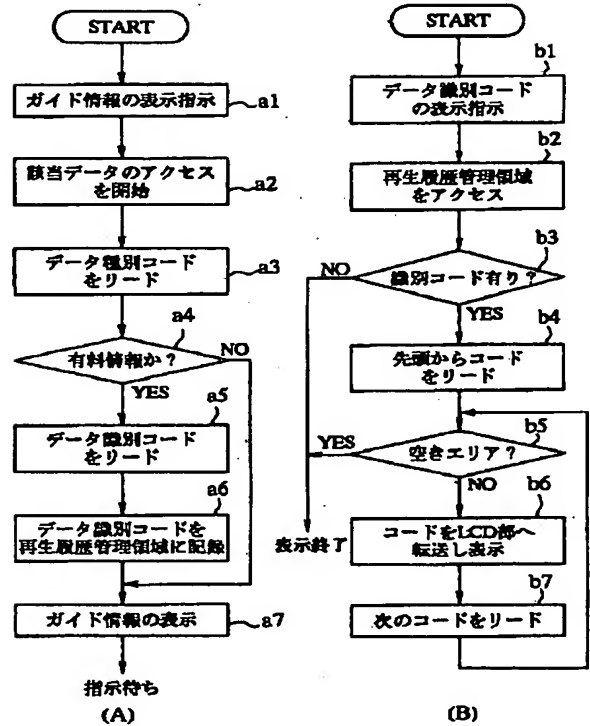 START
ガイド情報の表示指示
a1
該当データのアクセス
を開始
a2
データ種別コード
をリード
a3
a4
有料情報か?
NO
YES
a5
データ識別コード
をリード
a6
データ識別コードを
再生履歴管理領域に記録
ガイド情報の表示
a7
指示待ち
(A)
START
b1
データ識別コード
の表示指示
b2
再生履歴管理領域
をアクセス
b3
NO
識別コード有り?
YES
b4
先頭からコード
をリード
YES
b5
空きエリア?
NO
b6
表示終了
コードをLCD部へ
転送し表示
b7
次のコードをリード
(B)